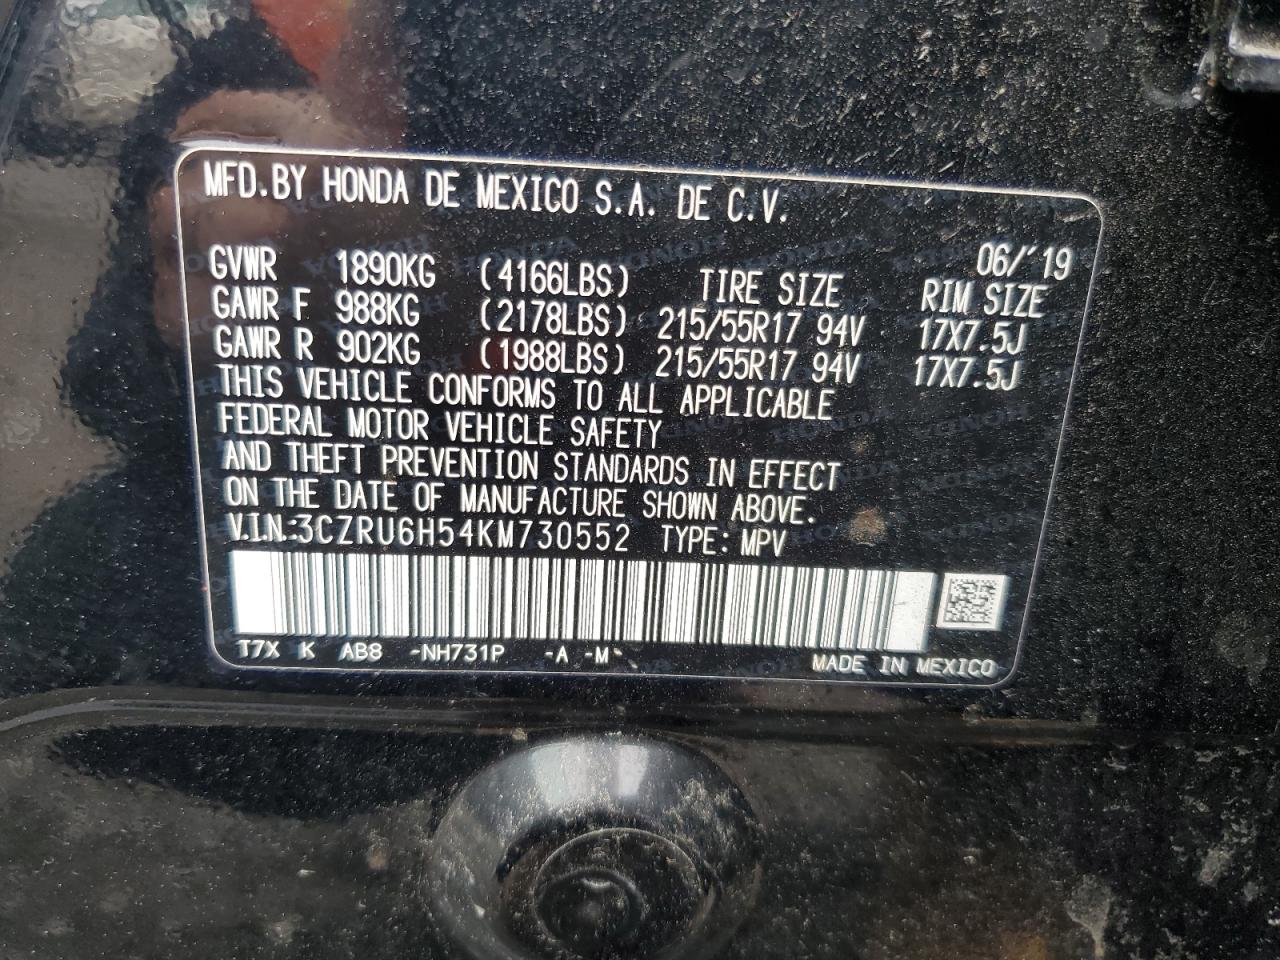 MFD.BY HONDA DE MEXICO S.A. DE C.V.
06/'19
GVWR 1890KG (4166LBS) TIRE SIZE RIM SIZE
GAWR F 988KG (2178LBS) 215/55R17 94V 17X7.5J
GAWR R 902KG (1988LBS) 215/55R17 94V 17X7.5J
THIS VEHICLE CONFORMS TO ALL APPLICABLE
FEDERAL MOTOR VEHICLE SAFETY
AND THEFT PREVENTION STANDARDS IN EFFECT
ON THE DATE OF MANUFACTURE SHOWN ABOVE.
V.I.N.:3CZRU6H54KM730552 TYPE: MPV
T7X K AB8 -NH731P -A -M-
MADE IN MEXICO